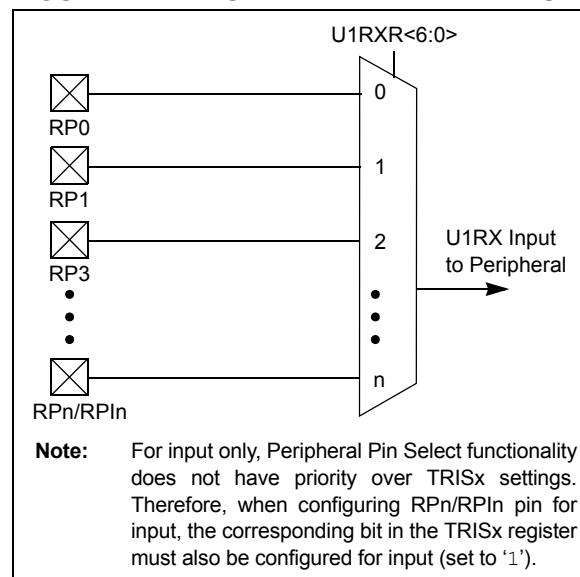 U1RXR<6:0>
RP0
0
RP1
1
RP3
2
U1RX Input
to Peripheral
RPn/RPIn
n
Note: For input only, Peripheral Pin Select functionality
does not have priority over TRISx settings.
Therefore, when configuring RPn/RPIn pin for
input, the corresponding bit in the TRISx register
must also be configured for input (set to ‘1’).